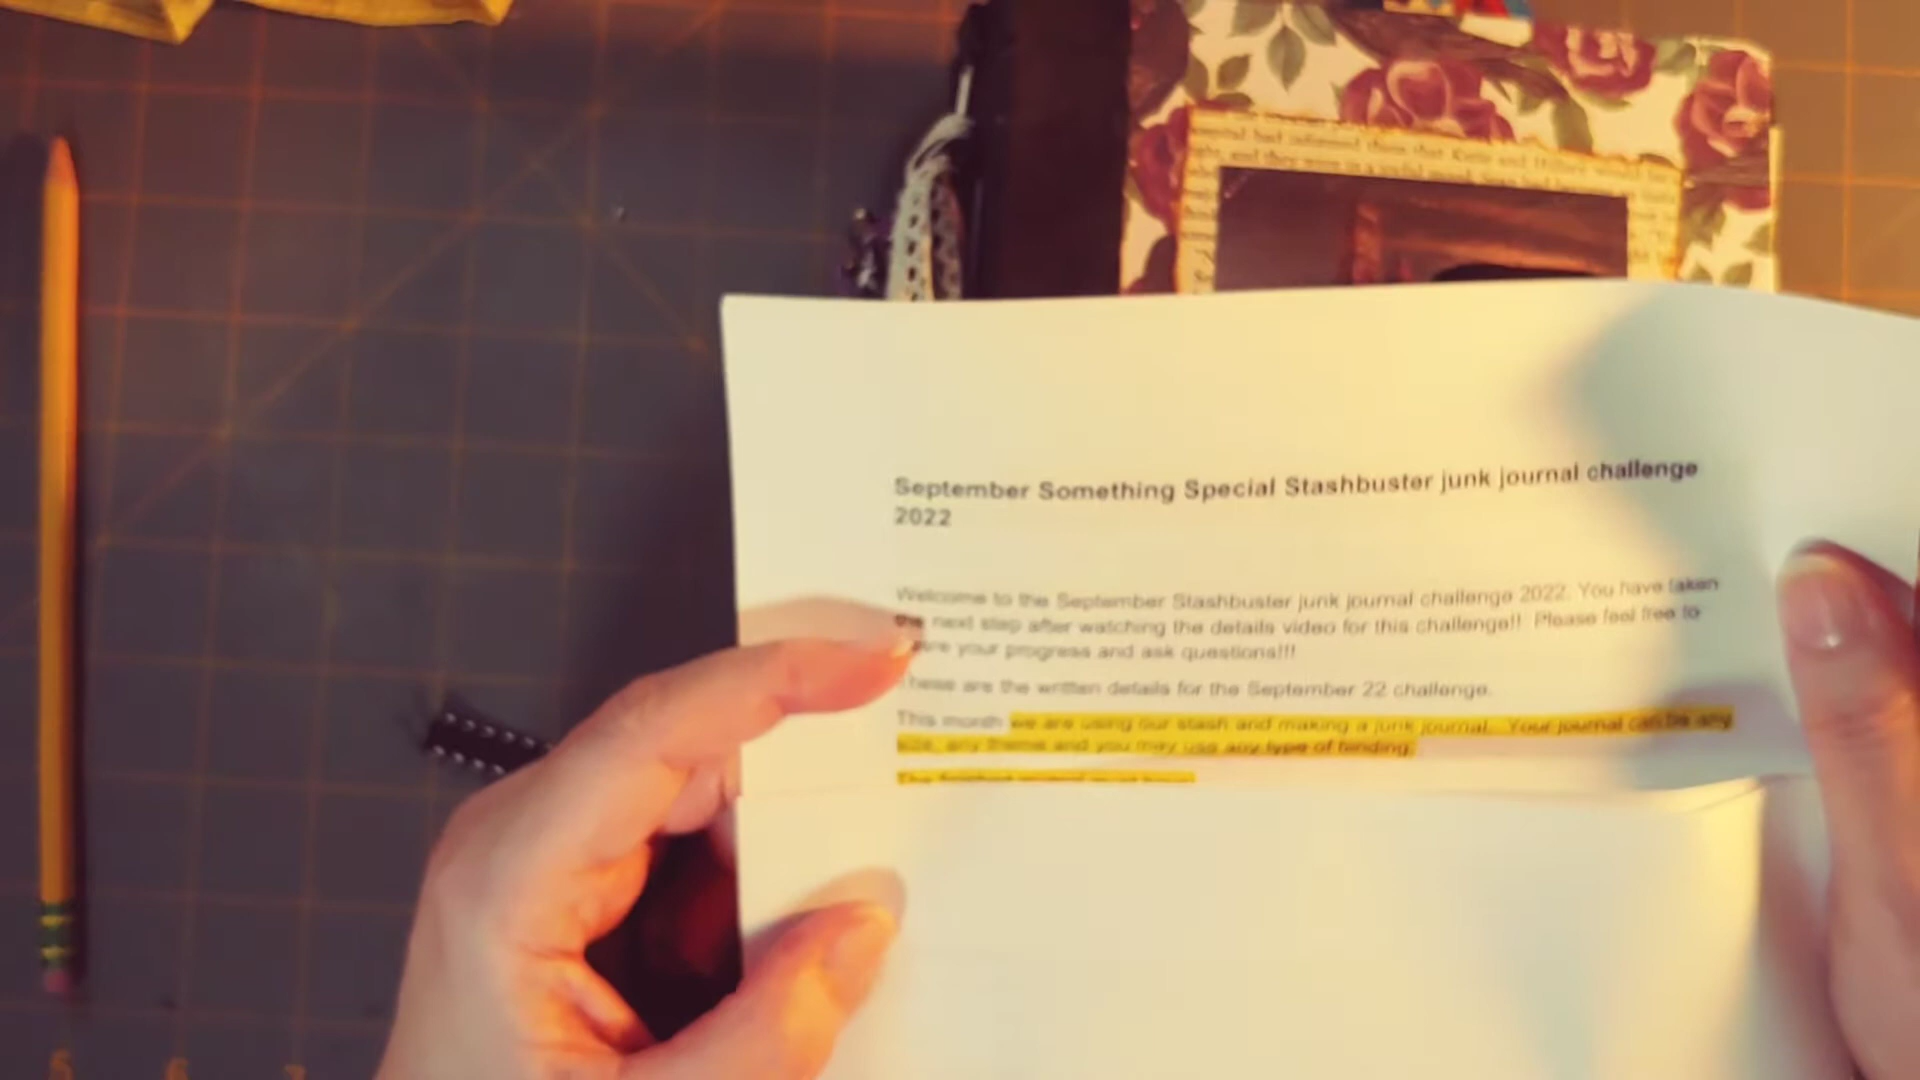 September Something Special Stashbuster junk journal challenge
2022
Welcome to the September Stashbuster junk journal challenge 2022. You have taken
the next step after watching the details video for this challenge!! Please feel free to
your progress and ask questions!!!
These are the written details for the September 22 challenge.
This month we are using our stash and making a junk journal. Your journal can be any
size, any theme and you may use any type of binding.
5 6 7